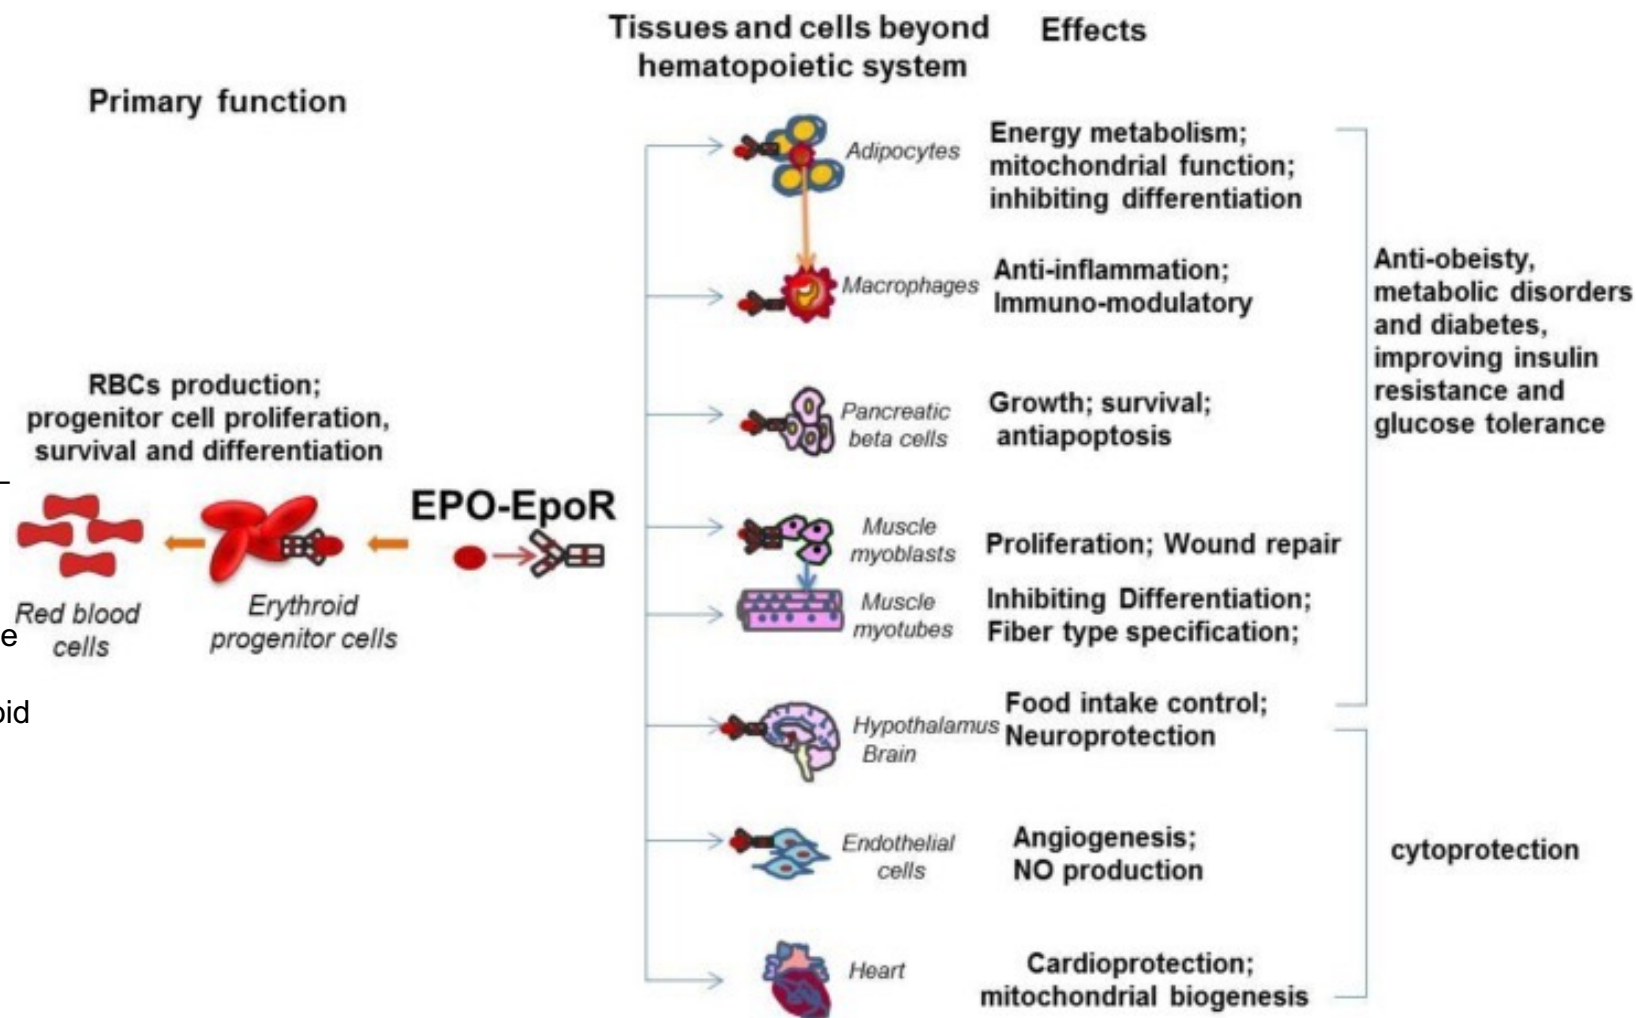 Tissues and cells beyond
hematopoietic system
Effects
Primary function
Adipocytes
Energy metabolism;
mitochondrial function;
inhibiting differentiation
Macrophages
Anti-inflammation;
Immuno-modulatory
Anti-obeisty,
metabolic disorders
and diabetes,
improving insulin
resistance and
glucose tolerance
RBCs production;
progenitor cell proliferation,
survival and differentiation
Pancreatic
beta cells
Growth; survival;
antiapoptosis
EPO-EpoR
Red blood
cells
Erythroid
progenitor cells
Muscle
myoblasts
Proliferation; Wound repair
Muscle
myotubes
Inhibiting Differentiation;
Fiber type specification;
e
oid
Hypothalamus
Brain
Food intake control;
Neuroprotection
Endothelial
cells
Angiogenesis;
NO production
cytoprotection
Heart
Cardioprotection;
mitochondrial biogenesis